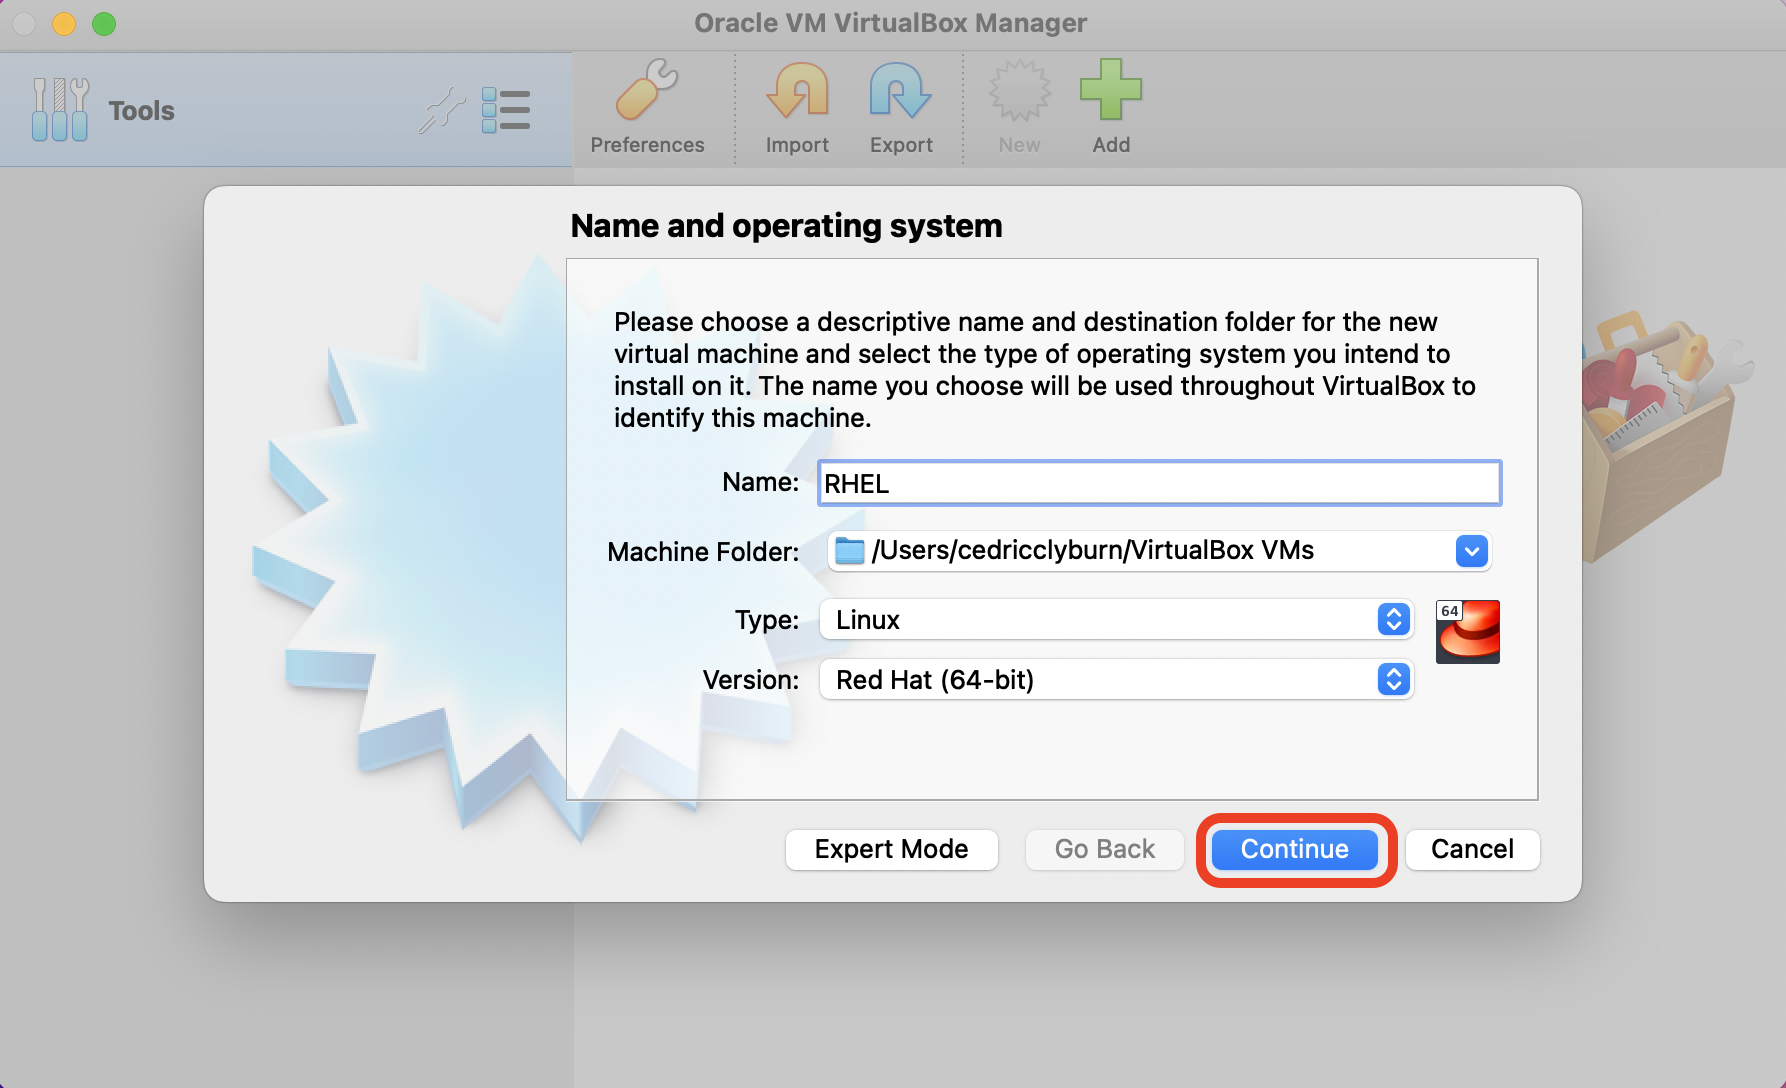 Oracle VM VirtualBox Manager
Tools
Preferences
Import
Export
New
Add
Name and operating system
Please choose a descriptive name and destination folder for the new
virtual machine and select the type of operating system you intend to
install on it. The name you choose will be used throughout VirtualBox to
identify this machine.
Name: RHEL
Machine Folder: /Users/cedricclyburn/VirtualBox VMs
Type: Linux
64
Version: Red Hat (64-bit)
Expert Mode
Go Back
Continue
Cancel